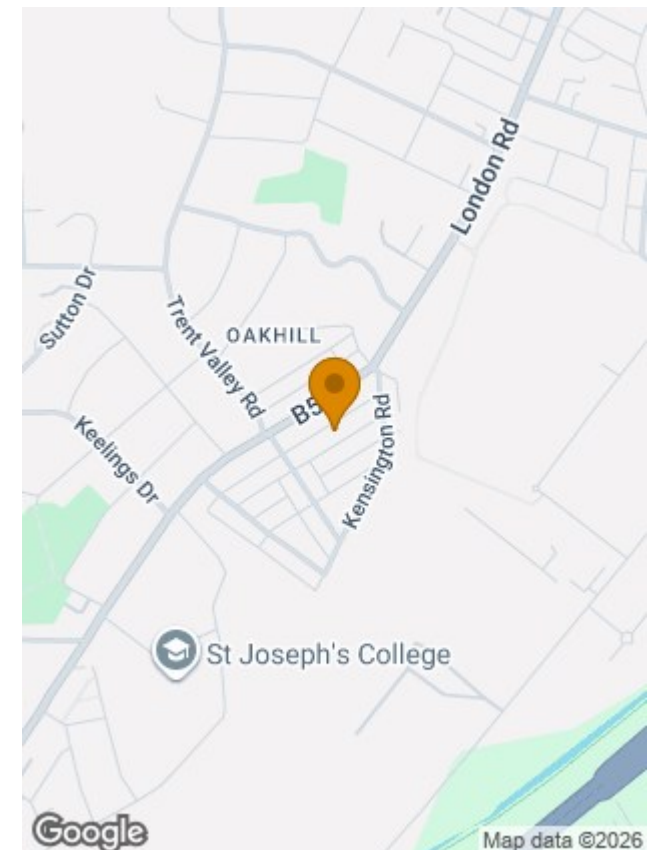 London Rd
Sutton Dr
OAKHILL
Trent Valley Rd
B5
Keelings Dr
Kensington Rd
St Joseph's College
Google
Map data ©2026